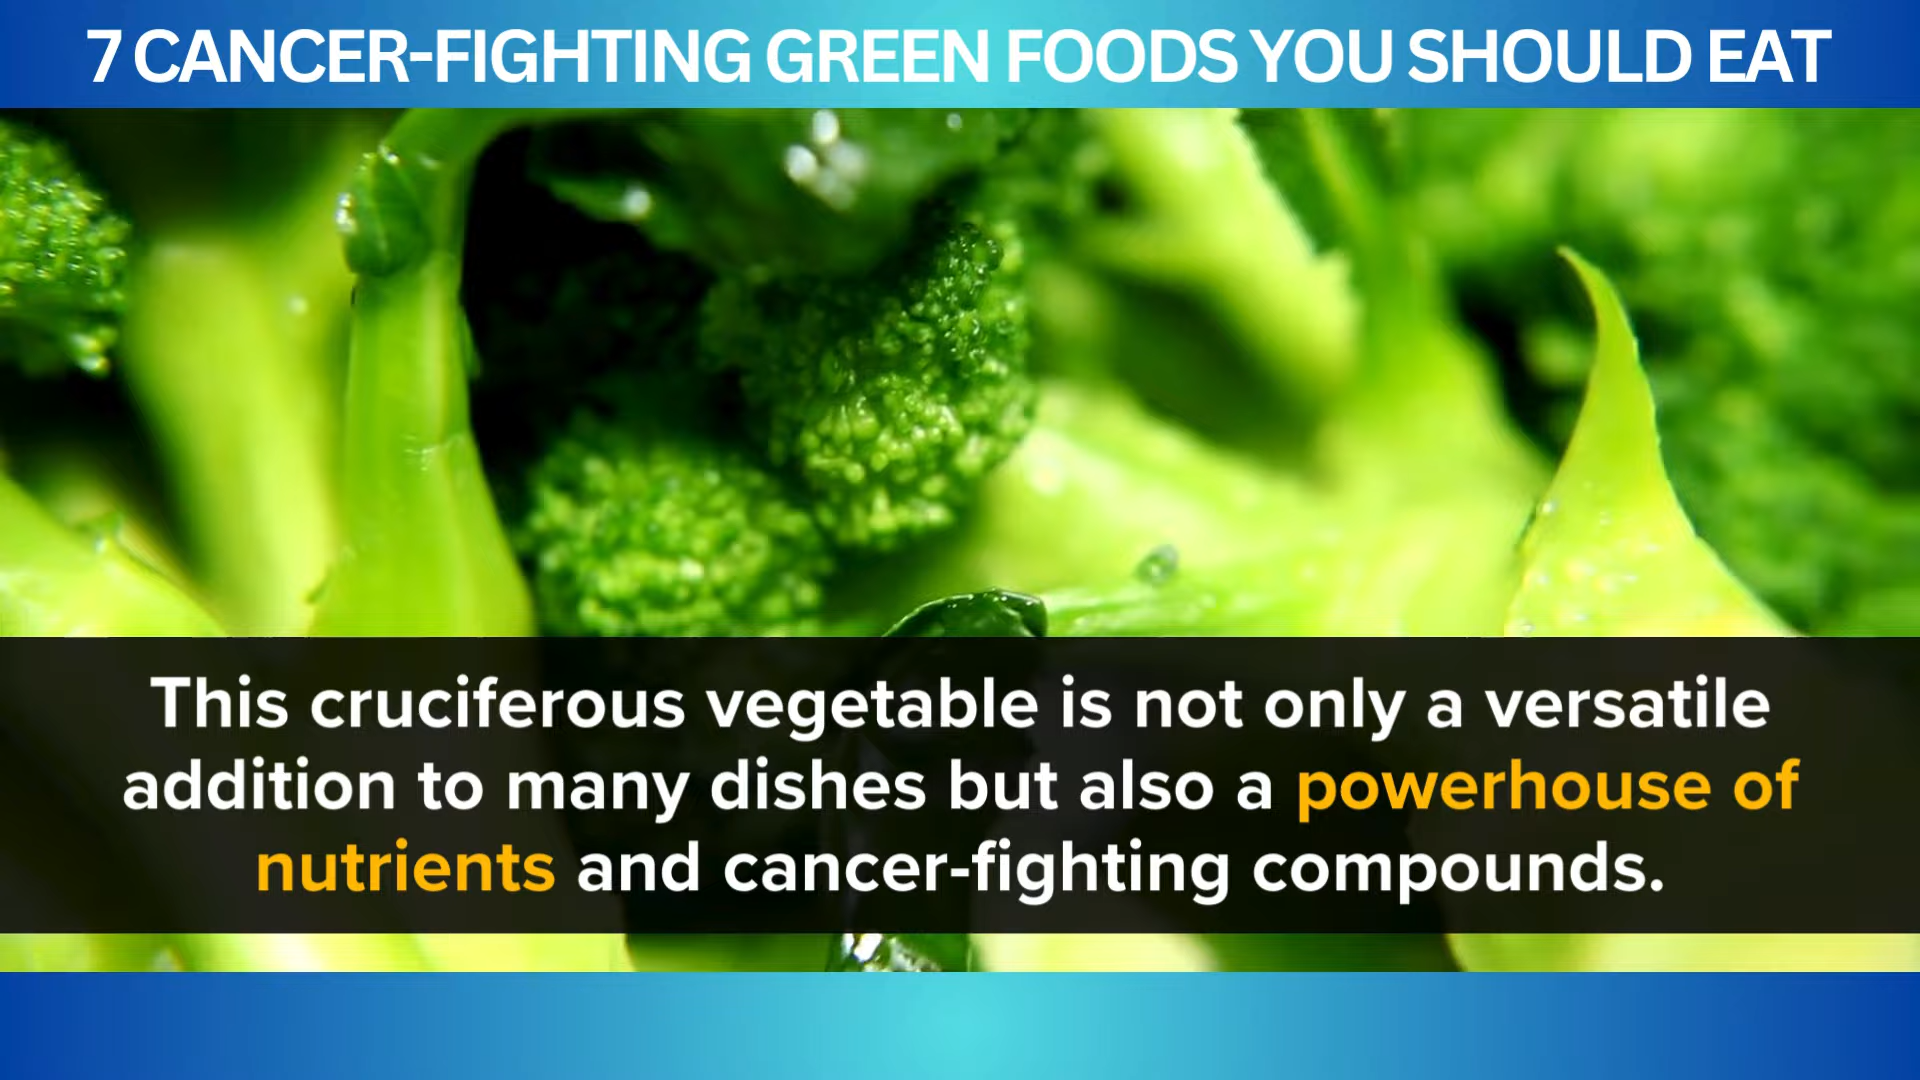 7 CANCER-FIGHTING GREEN FOODS YOU SHOULD EAT
This cruciferous vegetable is not only a versatile
addition to many dishes but also a powerhouse of
nutrients and cancer-fighting compounds.